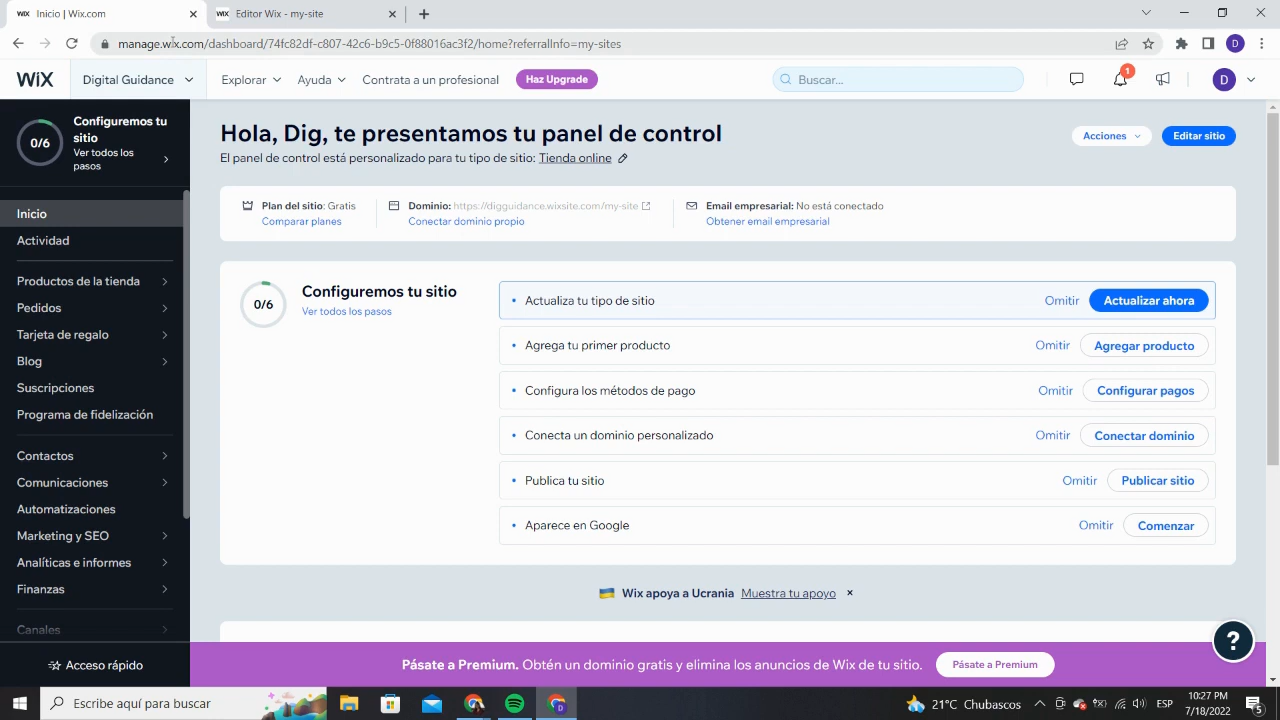 Inicio | Wix.com
Editor Wix - my-site
manage.wix.com/dashboard/74fc82df-c807-42c6-b9c5-0f88016ac3f2/home?referralInfo=my-sites
D
WiX
Digital Guidance
Explorar
Ayuda
Contrata a un profesional
Haz Upgrade
Buscar...
1
D
0/6
Configuremos tu
sitio
Ver todos los
pasos
Inicio
Actividad
Productos de la tienda
Pedidos
Tarjeta de regalo
Blog
Suscripciones
Programa de fidelización
Contactos
Comunicaciones
Automatizaciones
Marketing y SEO
Analíticas e informes
Finanzas
Canales
Acceso rápido
Hola, Dig, te presentamos tu panel de control
El panel de control está personalizado para tu tipo de sitio: Tienda online
Acciones
Editar sitio
Plan del sitio: Gratis
Comparar planes
Dominio: https://digguidance.wixsite.com/my-site
Conectar dominio propio
Email empresarial: No está conectado
Obtener email empresarial
0/6
Configuremos tu sitio
Ver todos los pasos
Actualiza tu tipo de sitio Omitir Actualizar ahora
Agrega tu primer producto Omitir Agregar producto
Configura los métodos de pago Omitir Configurar pagos
Conecta un dominio personalizado Omitir Conectar dominio
Publica tu sitio Omitir Publicar sitio
Aparece en Google Omitir Comenzar
Wix apoya a Ucrania Muestra tu apoyo
Pásate a Premium. Obtén un dominio gratis y elimina los anuncios de Wix de tu sitio.
Pásate a Premium
?
Escribe aquí para buscar
21°C Chubascos
ESP
10:27 PM
7/18/2022
5